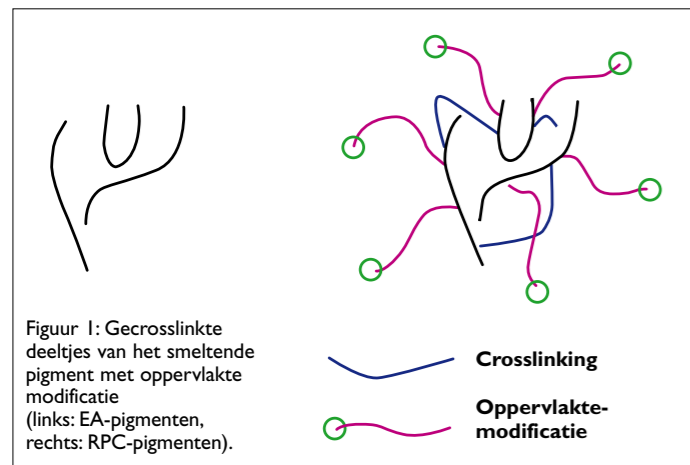 Figuur 1: Gecrosslinkte
deeltjes van het smeltende
pigment met oppervlakte
modificatie
(links: EA-pigmenten,
rechts: RPC-pigmenten).
Crosslinking
Oppervlakte-
modificatie